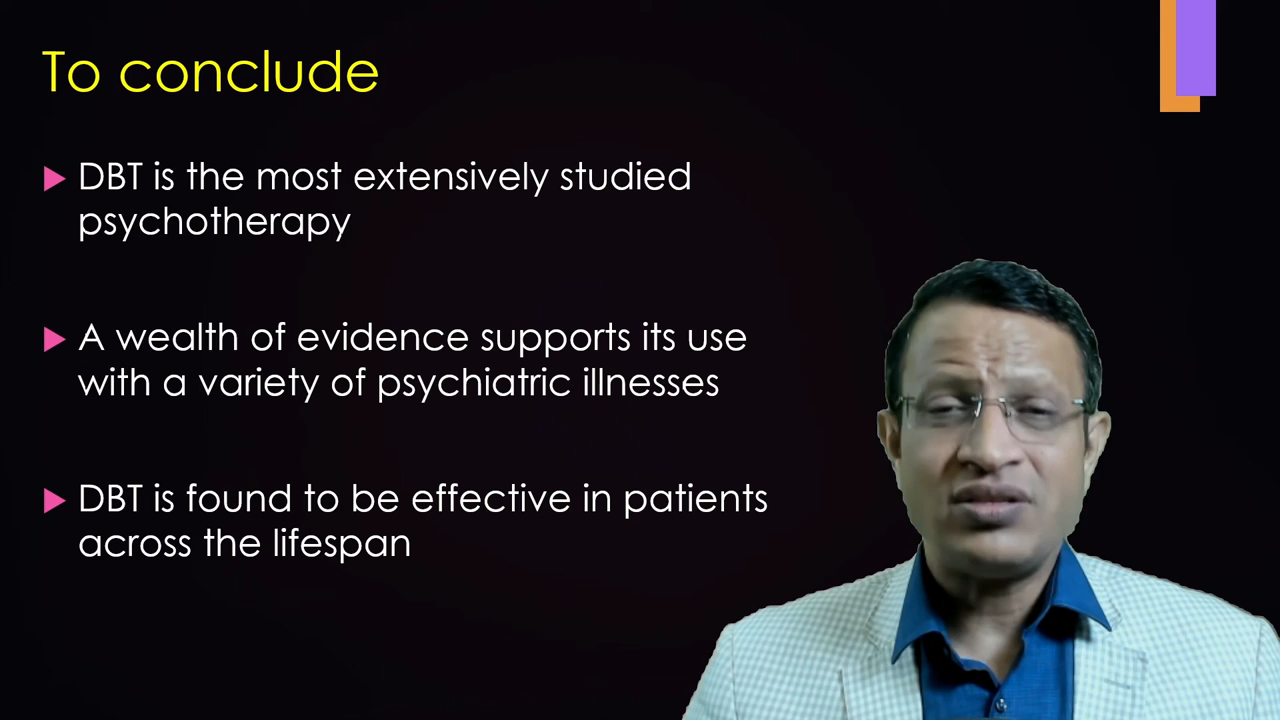 To conclude
DBT is the most extensively studied
psychotherapy
A wealth of evidence supports its use
with a variety of psychiatric illnesses
DBT is found to be effective in patients
across the lifespan